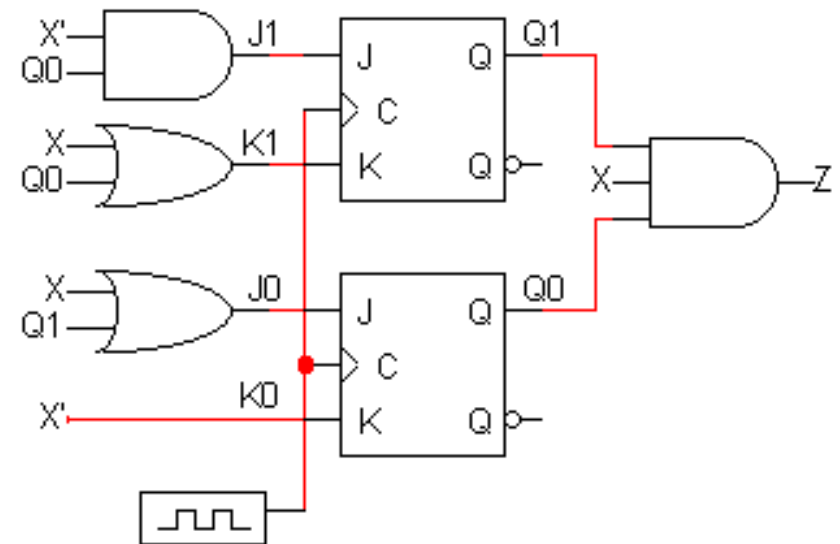 X' J1 Q1
Q0 J Q
C
X K1 X Z
Q0 K Q
X J0 Q0
Q1 J Q
C
X' K0 K Q